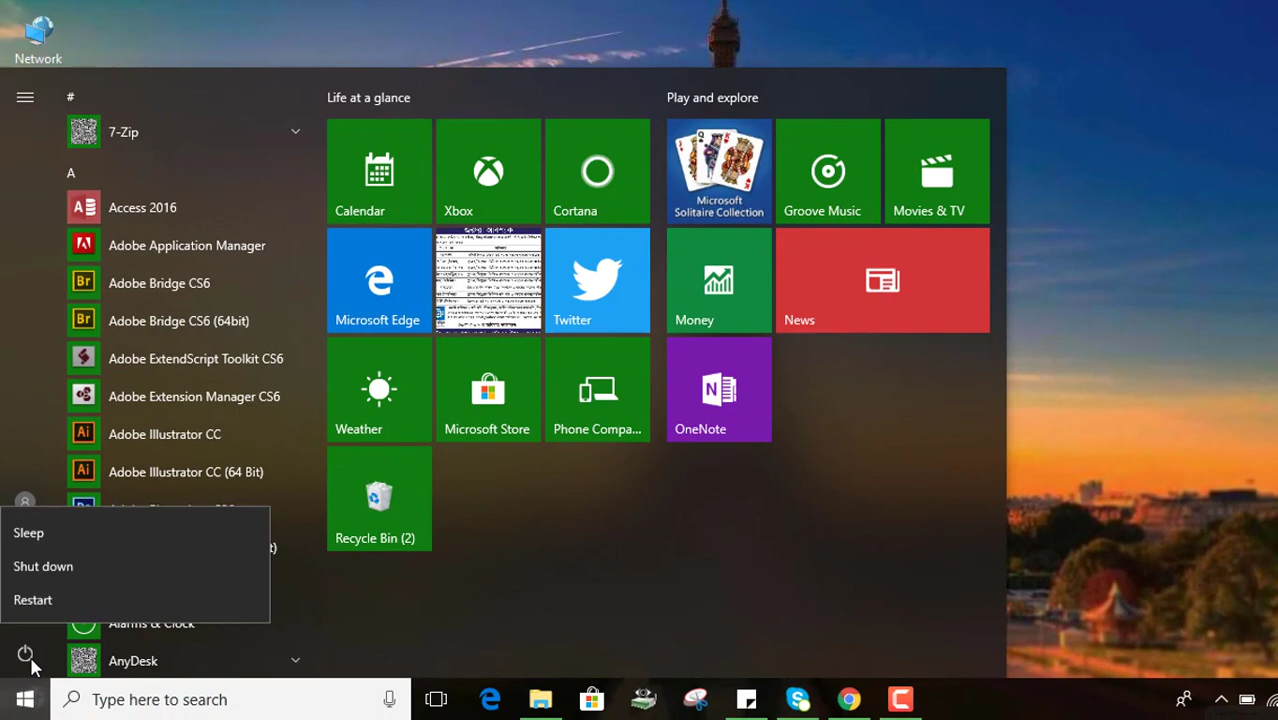 Network
#
7-Zip
A
Access 2016
Adobe Application Manager
Adobe Bridge CS6
Adobe Bridge CS6 (64bit)
Adobe ExtendScript Toolkit CS6
Adobe Extension Manager CS6
Adobe Illustrator CC
Adobe Illustrator CC (64 Bit)
Sleep
Shut down
Restart
Alarms & Clock
AnyDesk
Life at a glance
Calendar
Xbox
Cortana
Microsoft Edge
Twitter
Weather
Microsoft Store
Phone Compa...
Recycle Bin (2)
Play and explore
Microsoft
Solitaire Collection
Groove Music
Movies & TV
Money
News
OneNote
Type here to search